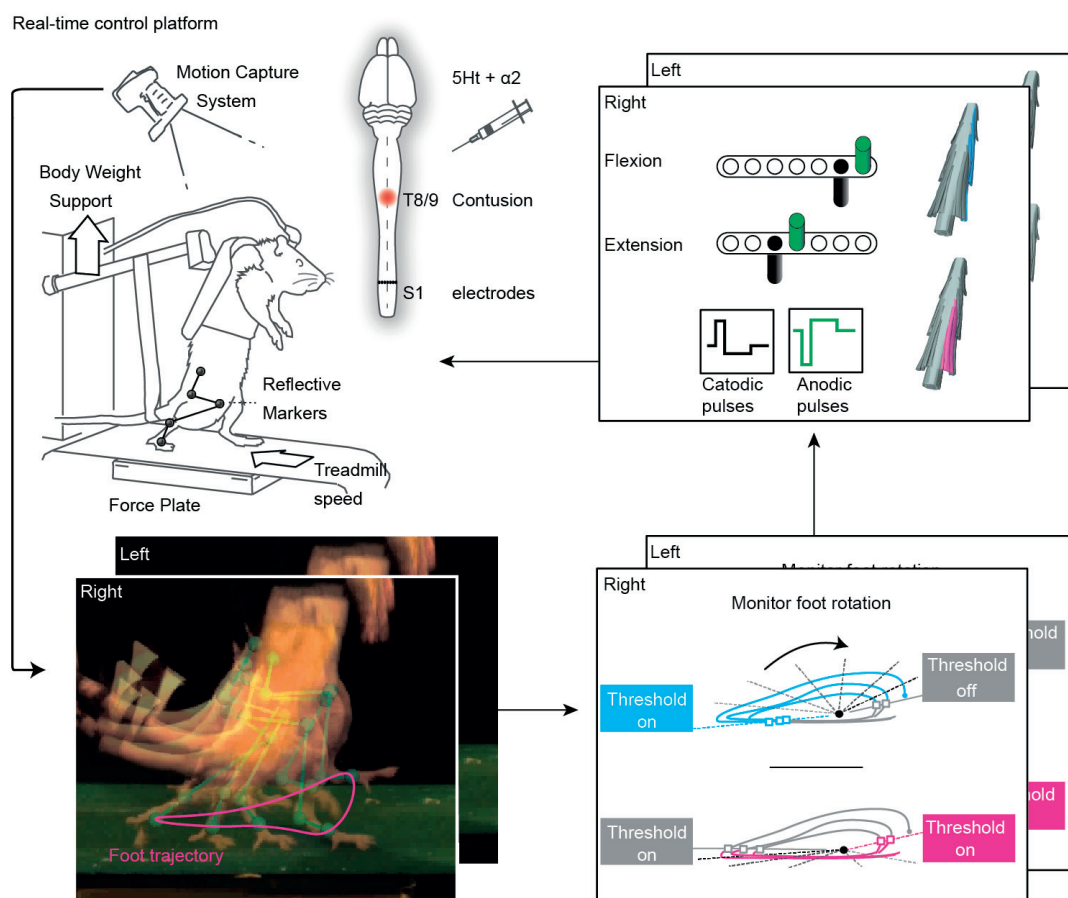 Real-time control platform
Motion Capture
System
5Ht + α2
Body Weight
Support
T8/9 Contusion
S1 electrodes
Reflective
Markers
Treadmill
speed
Force Plate
Left
Right
Flexion
Extension
Catodic
pulses
Anodic
pulses
Left
Right
Foot trajectory
Left
Right
Monitor foot rotation
Threshold
on
Threshold
off
Threshold
on
Threshold
on